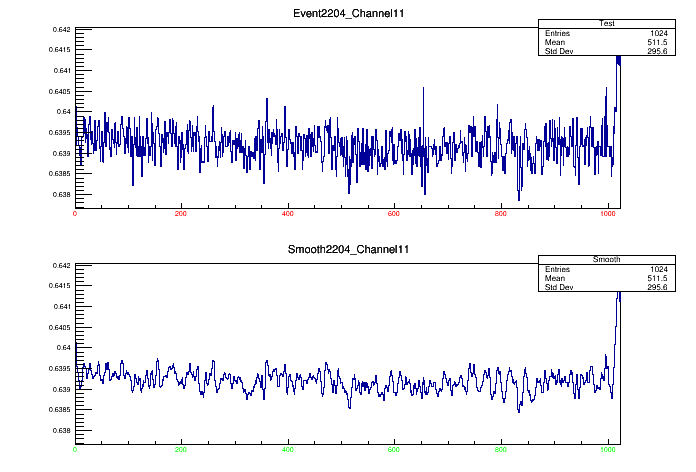 Event2204_Channel11
Test
Entries 1024
Mean 511.5
Std Dev 295.6
0.642
0.6415
0.641
0.6405
0.64
0.6395
0.639
0.6385
0.638
0 200 400 600 800 1000
Smooth2204_Channel11
Smooth
Entries 1024
Mean 511.5
Std Dev 295.6
0.642
0.6415
0.641
0.6405
0.64
0.6395
0.639
0.6385
0.638
0 200 400 600 800 1000